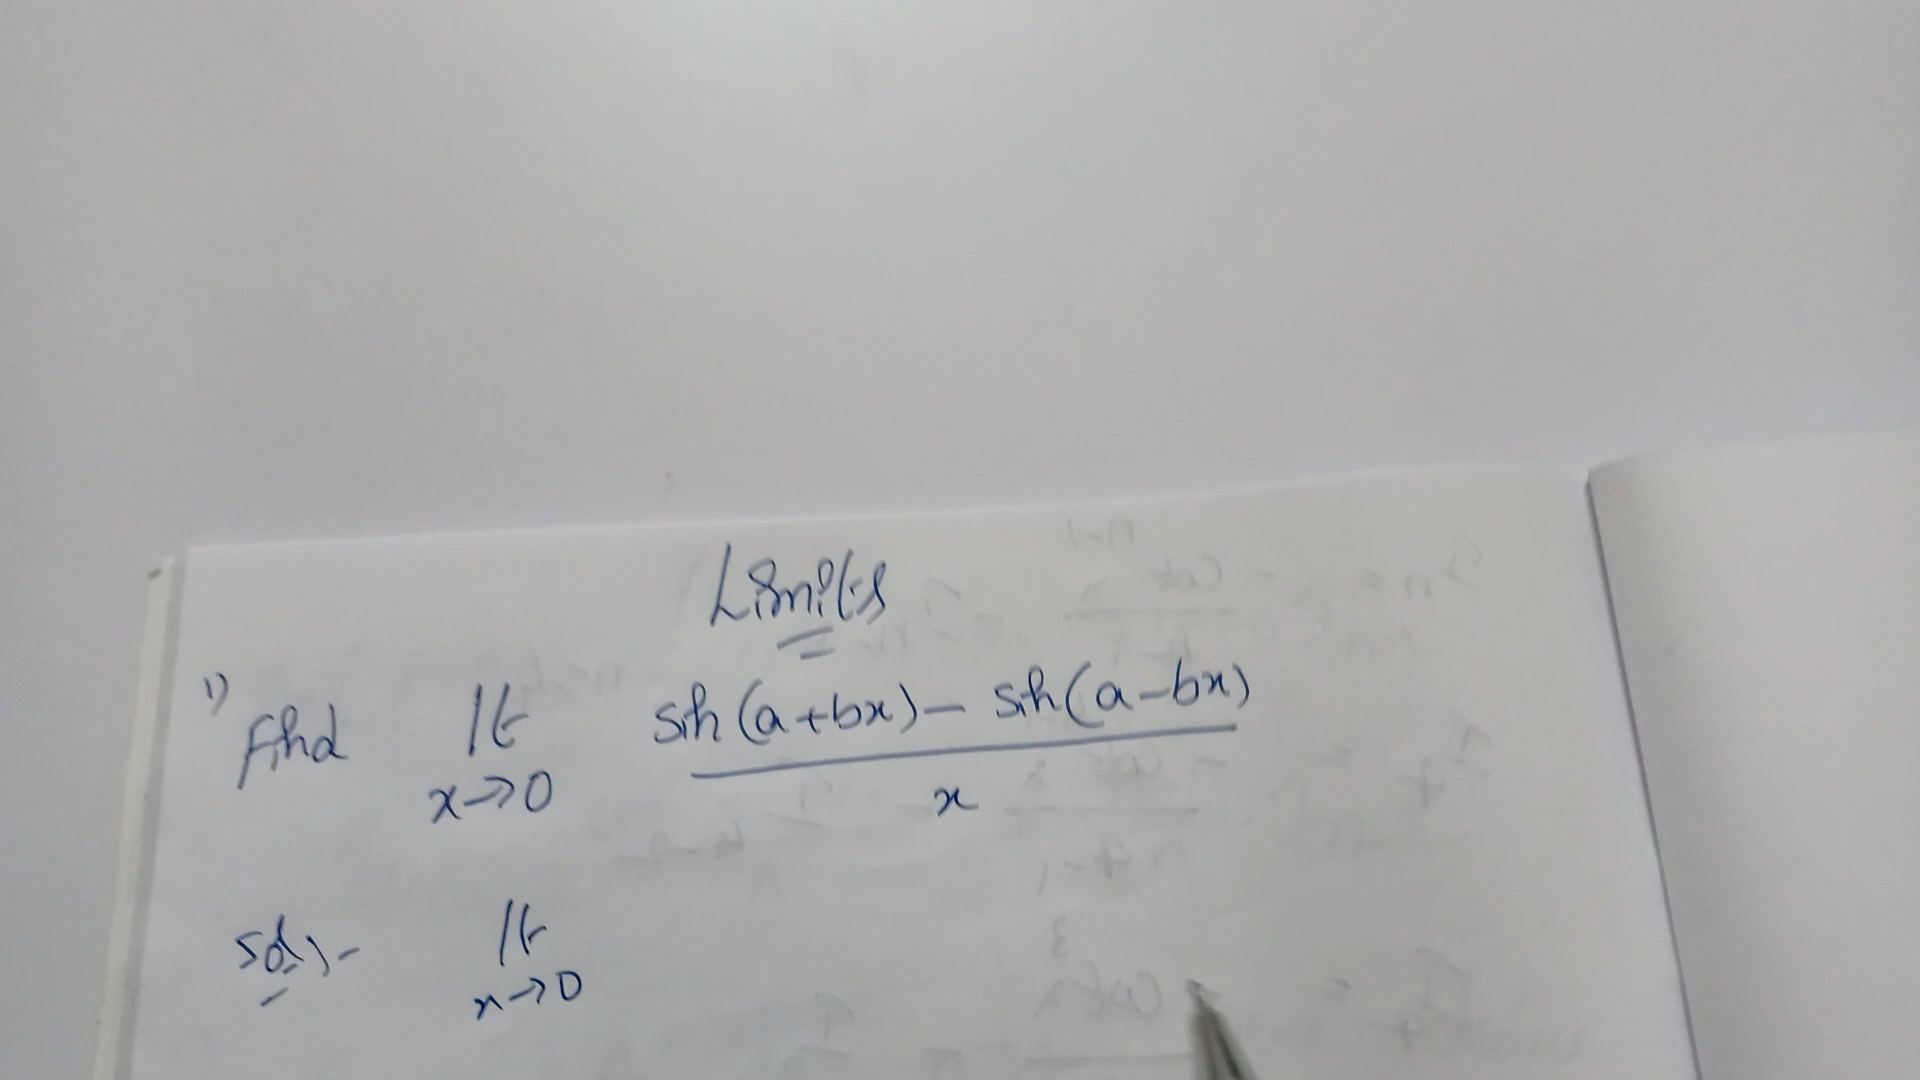 Limits
1) Find lt x→0 sin(a+bx) - sin(a-bx) / x
Sol:- lt x→0